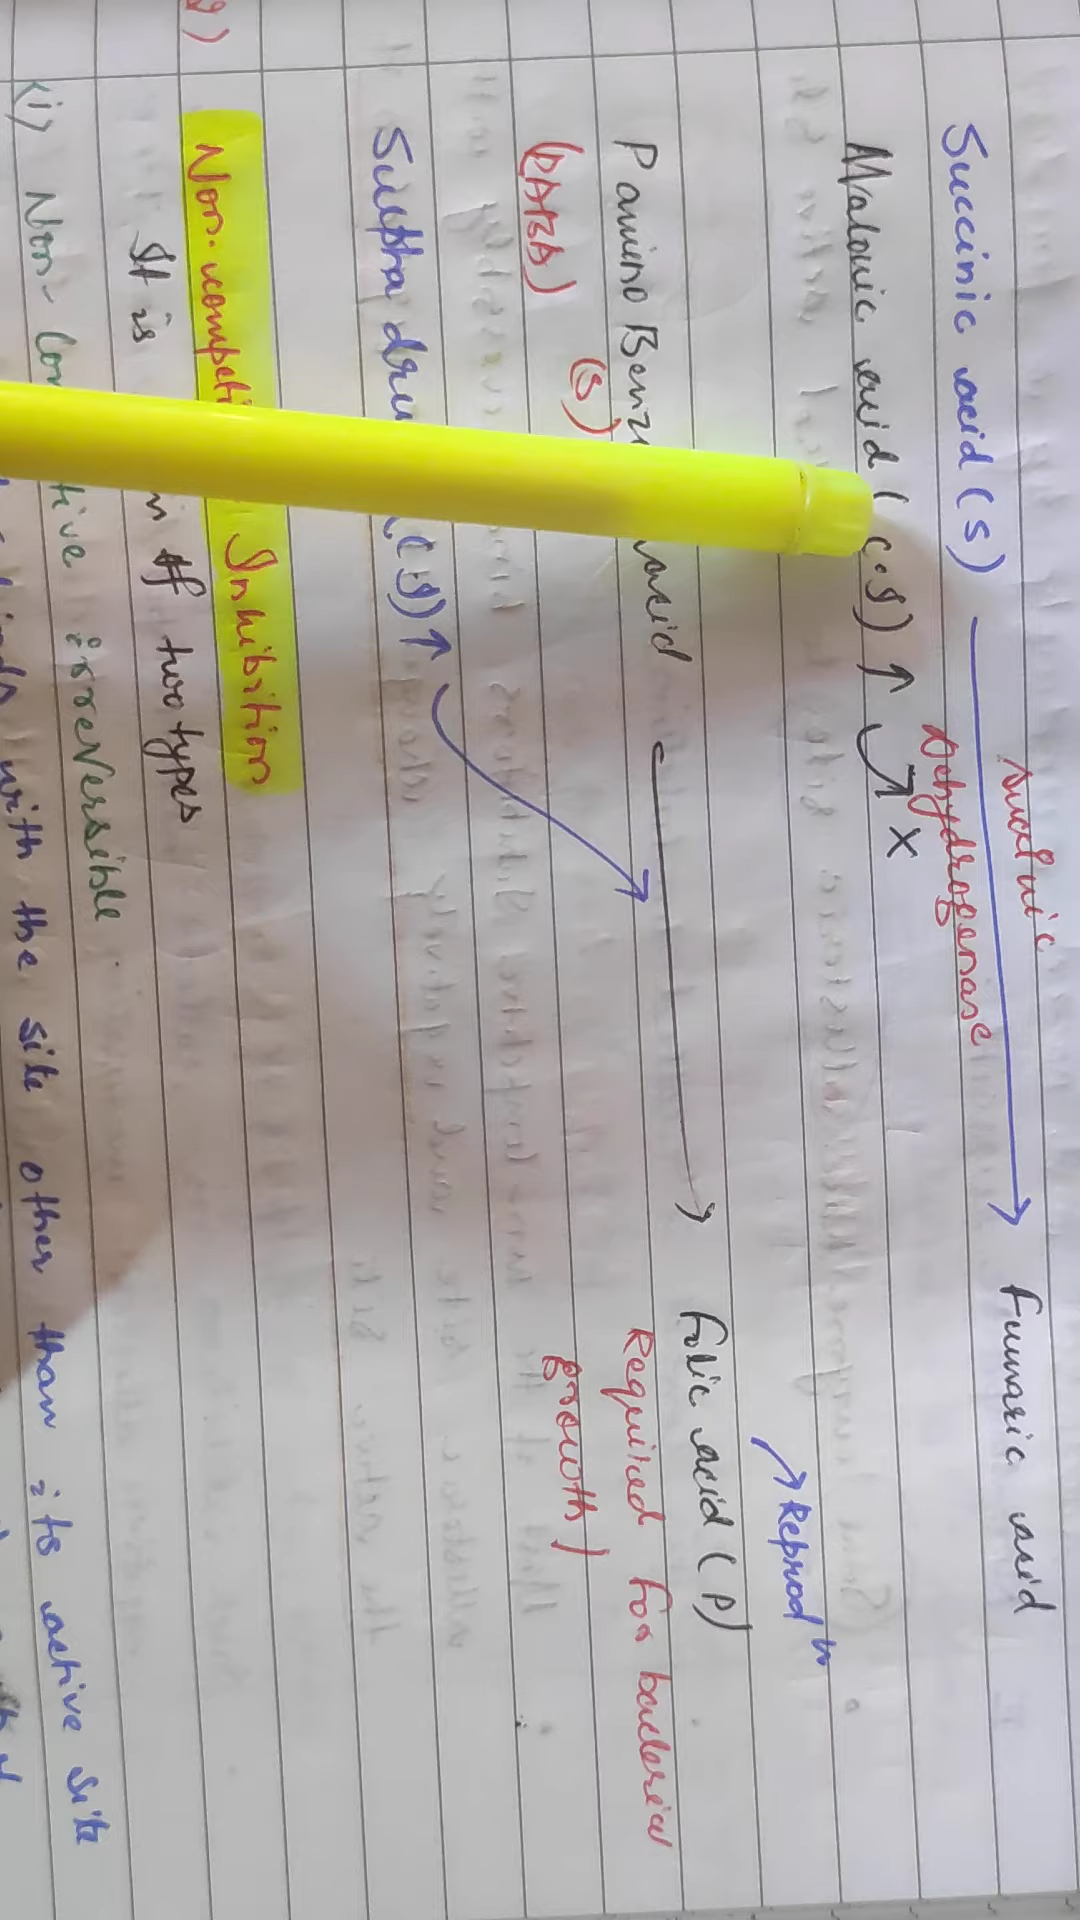 Succinic acid (S) Succinic Dehydrogenase Fumaric acid
Malonic acid (C.I) ↑ X
Reprod n
P amino Benz acid → Folic acid (P)
(PABA) (S) Required for bacterial growth)
Sulpha dru (C.I) ↑
Non-competi Inhibition
It is of two types
(i) Non- Com tive irreversible
with the site other than its active site